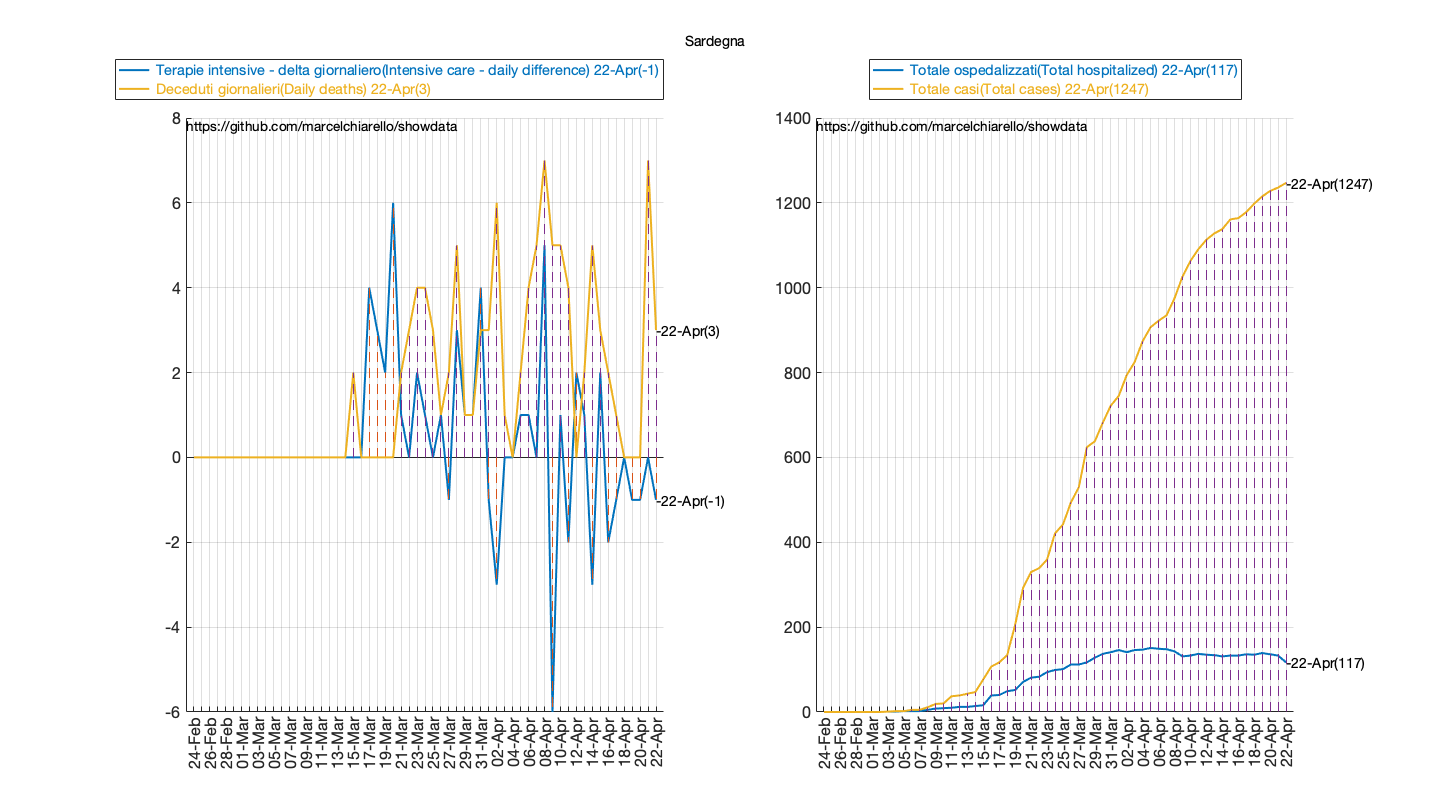 Sardegna
Terapie intensive - delta giornaliero(Intensive care - daily difference) 22-Apr(-1)
Deceduti giornalieri(Daily deaths) 22-Apr(3)
https://github.com/marcelchiarello/showdata
8
6
4
2
0
-2
-4
-6
-22-Apr(3)
-22-Apr(-1)
24-Feb
26-Feb
28-Feb
01-Mar
03-Mar
05-Mar
07-Mar
09-Mar
11-Mar
13-Mar
15-Mar
17-Mar
19-Mar
21-Mar
23-Mar
25-Mar
27-Mar
29-Mar
31-Mar
02-Apr
04-Apr
06-Apr
08-Apr
10-Apr
12-Apr
14-Apr
16-Apr
18-Apr
20-Apr
22-Apr
Totale ospedalizzati(Total hospitalized) 22-Apr(117)
Totale casi(Total cases) 22-Apr(1247)
https://github.com/marcelchiarello/showdata
1400
1200
1000
800
600
400
200
0
-22-Apr(1247)
-22-Apr(117)
24-Feb
26-Feb
28-Feb
01-Mar
03-Mar
05-Mar
07-Mar
09-Mar
11-Mar
13-Mar
15-Mar
17-Mar
19-Mar
21-Mar
23-Mar
25-Mar
27-Mar
29-Mar
31-Mar
02-Apr
04-Apr
06-Apr
08-Apr
10-Apr
12-Apr
14-Apr
16-Apr
18-Apr
20-Apr
22-Apr